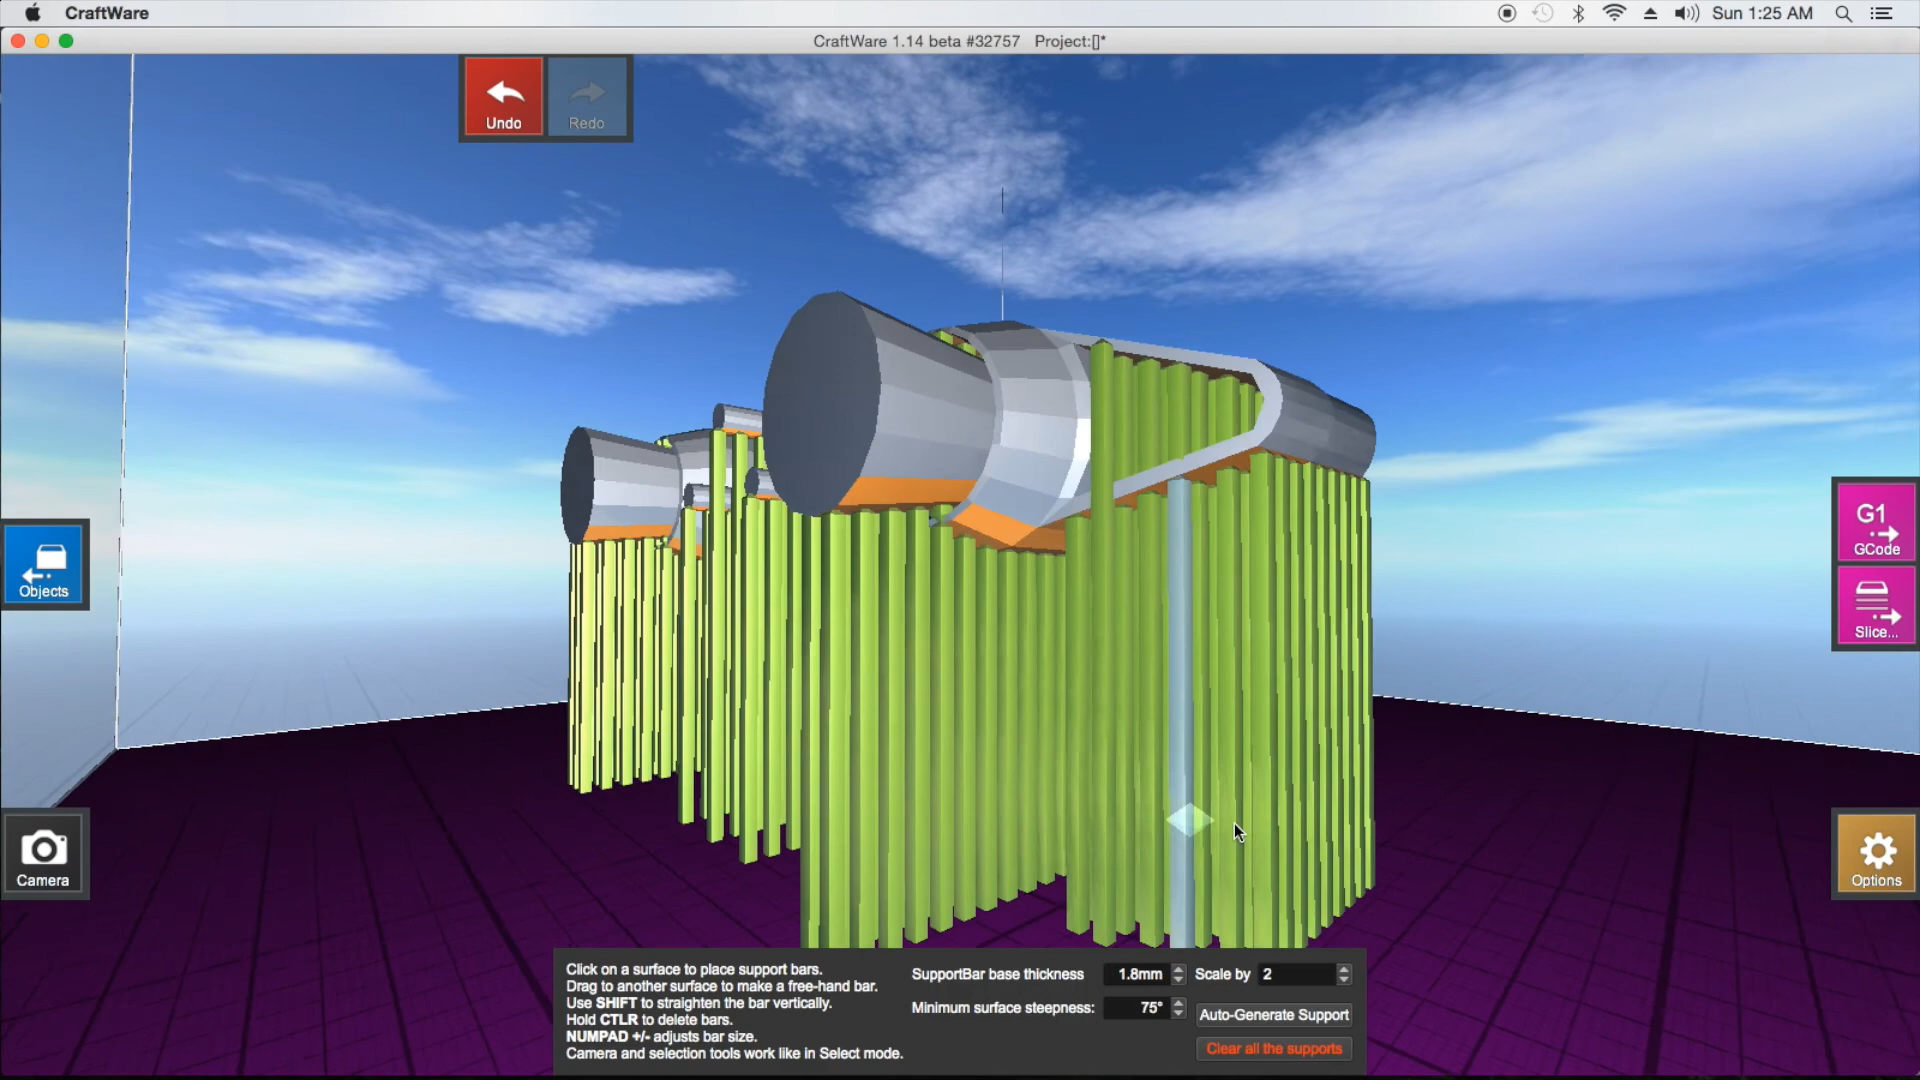 CraftWare
Sun 1:25 AM
CraftWare 1.14 beta #32757 Project:[]*
Undo
Redo
Objects
Camera
G1
GCode
Slice...
Options
Click on a surface to place support bars.
Drag to another surface to make a free-hand bar.
Use SHIFT to straighten the bar vertically.
Hold CTLR to delete bars.
NUMPAD +/- adjusts bar size.
Camera and selection tools work like in Select mode.
SupportBar base thickness 1.8mm Scale by 2
Minimum surface steepness: 75°
Auto-Generate Support
Clear all the supports